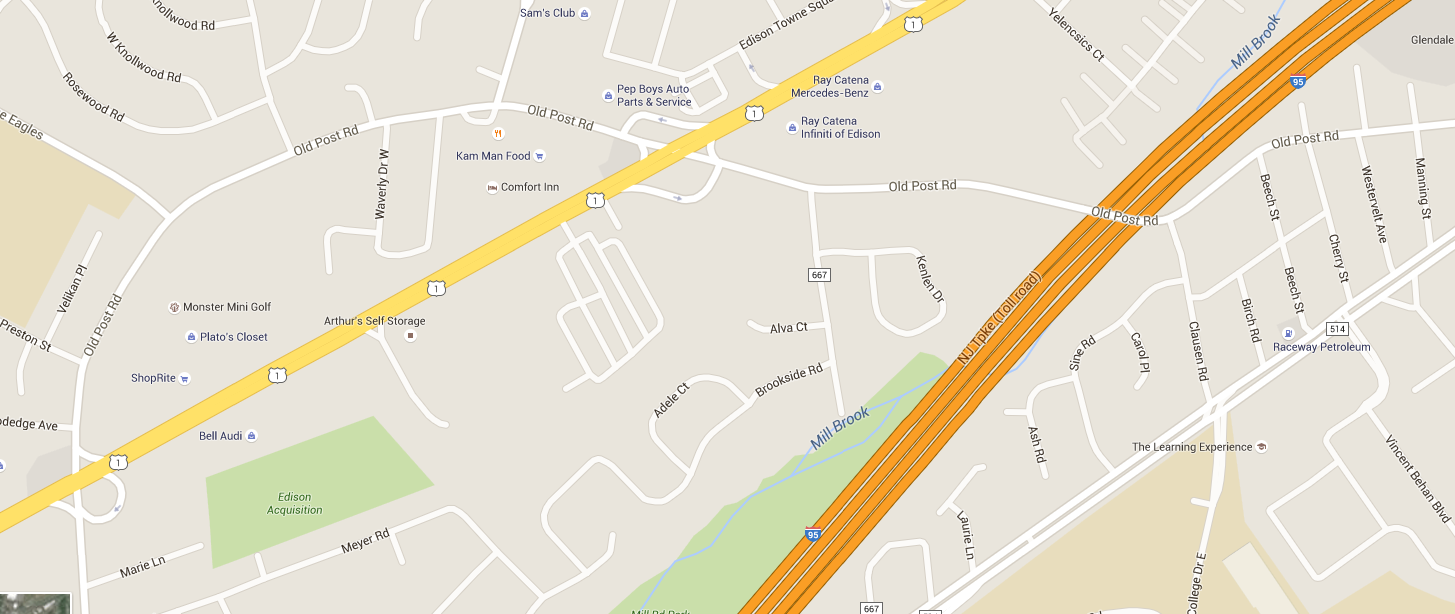 Knollwood Rd
Sam's Club
1
Edison Towne Squ
Yelencsics Ct
Mill Brook
Glendale
W Knollwood Rd
Rosewood Rd
Pep Boys Auto
Parts & Service
Ray Catena
Mercedes-Benz
95
1
Ray Catena
Infiniti of Edison
e Eagles
Old Post Rd
Old Post Rd
Old Post Rd
Kam Man Food
Comfort Inn
Waverly Dr W
1
Old Post Rd
Old Post Rd
Beech St
Cherry St
Westervelt Ave
Manning St
Velikan Pl
Old Post Rd
667
Kenlen Dr
NJ Tpke (Toll road)
Beech St
Birch Rd
1
Monster Mini Golf
Arthur's Self Storage
Plato's Closet
Preston St
Alva Ct
Sine Rd
Carol Pl
Clausen Rd
514
Raceway Petroleum
ShopRite
1
Adele Ct
Brookside Rd
Mill Brook
odedge Ave
Bell Audi
1
Ash Rd
The Learning Experience
Vincent Behan Blvd
Edison
Acquisition
Meyer Rd
Marie Ln
95
Laurie Ln
College Dr E
667
Mill Rd Park